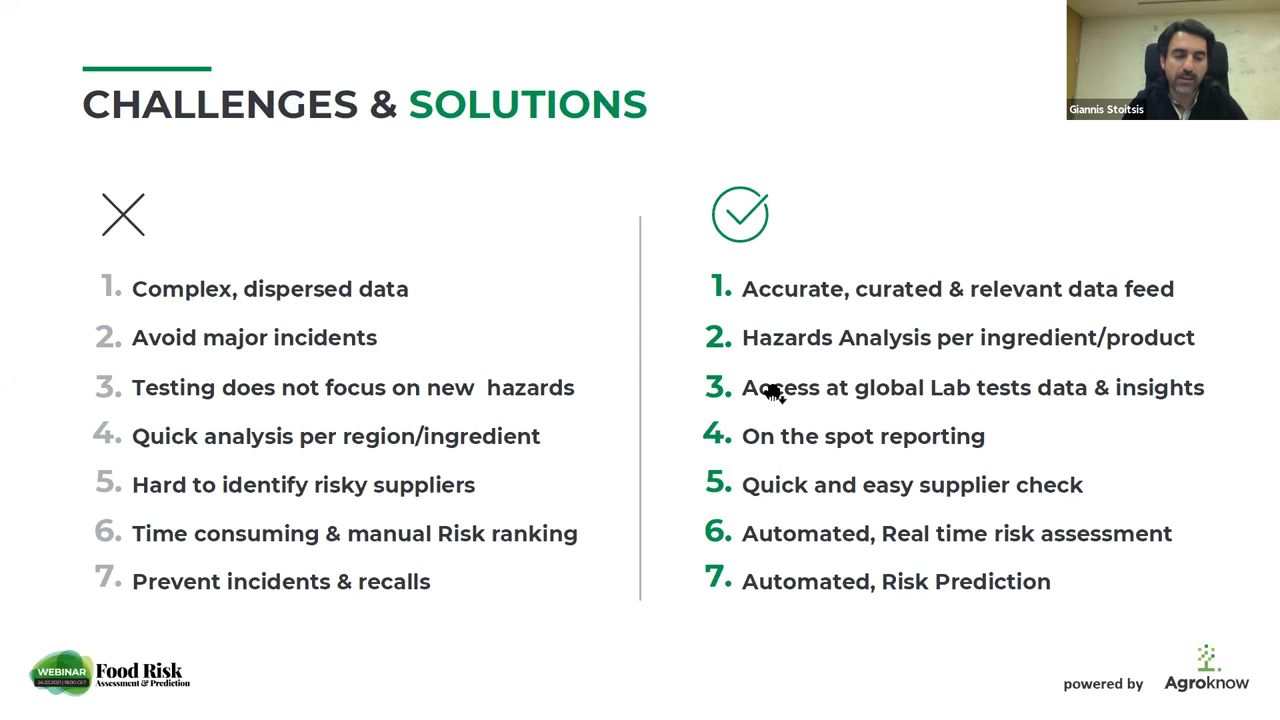 CHALLENGES & SOLUTIONS
Giannis Stoitsis
1. Complex, dispersed data
2. Avoid major incidents
3. Testing does not focus on new  hazards
4. Quick analysis per region/ingredient
5. Hard to identify risky suppliers
6. Time consuming & manual Risk ranking
7. Prevent incidents & recalls
1. Accurate, curated & relevant data feed
2. Hazards Analysis per ingredient/product
3. Access at global Lab tests data & insights
4. On the spot reporting
5. Quick and easy supplier check
6. Automated, Real time risk assessment
7. Automated, Risk Prediction
WEBINAR
Food Risk
Assessment & Prediction
powered by
Agroknow